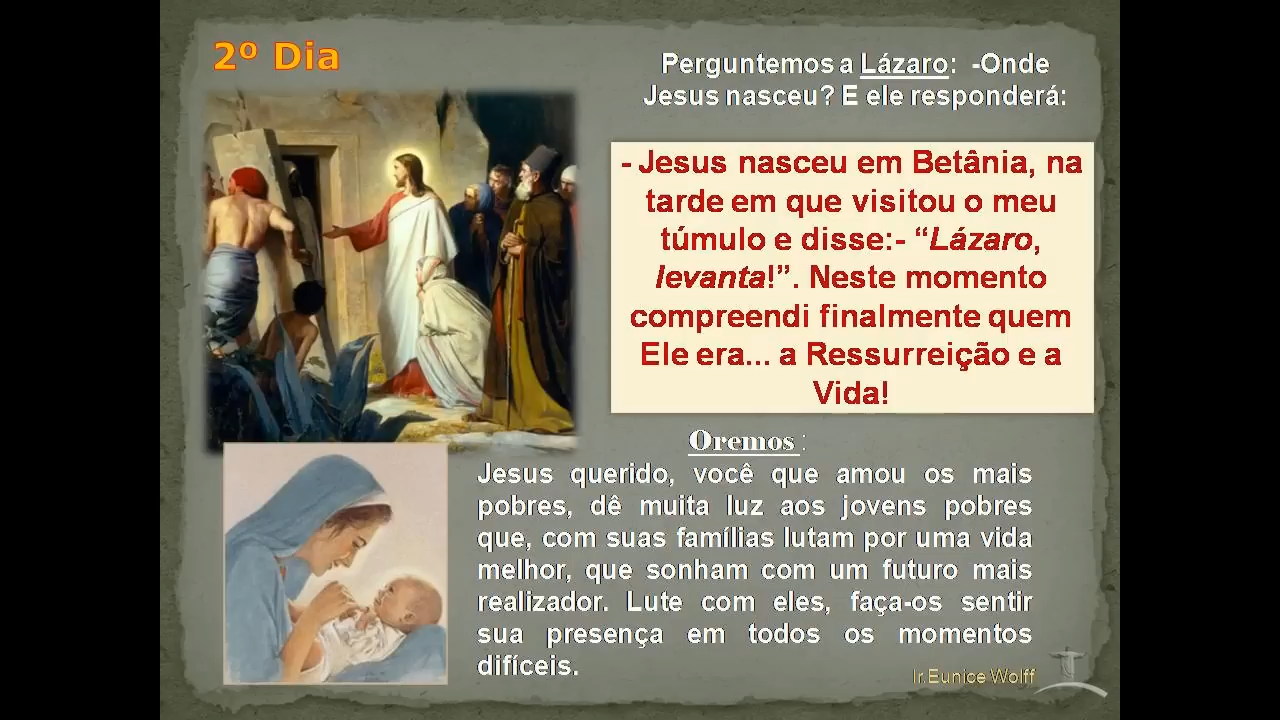 2º Dia
Perguntemos a Lázaro: -Onde
Jesus nasceu? E ele responderá:
- Jesus nasceu em Betânia, na
tarde em que visitou o meu
túmulo e disse:- “Lázaro,
levanta!”. Neste momento
compreendi finalmente quem
Ele era... a Ressurreição e a
Vida!
Oremos :
Jesus querido, você que amou os mais
pobres, dê muita luz aos jovens pobres
que, com suas famílias lutam por uma vida
melhor, que sonham com um futuro mais
realizador. Lute com eles, faça-os sentir
sua presença em todos os momentos
difíceis.
Ir.Eunice Wolff